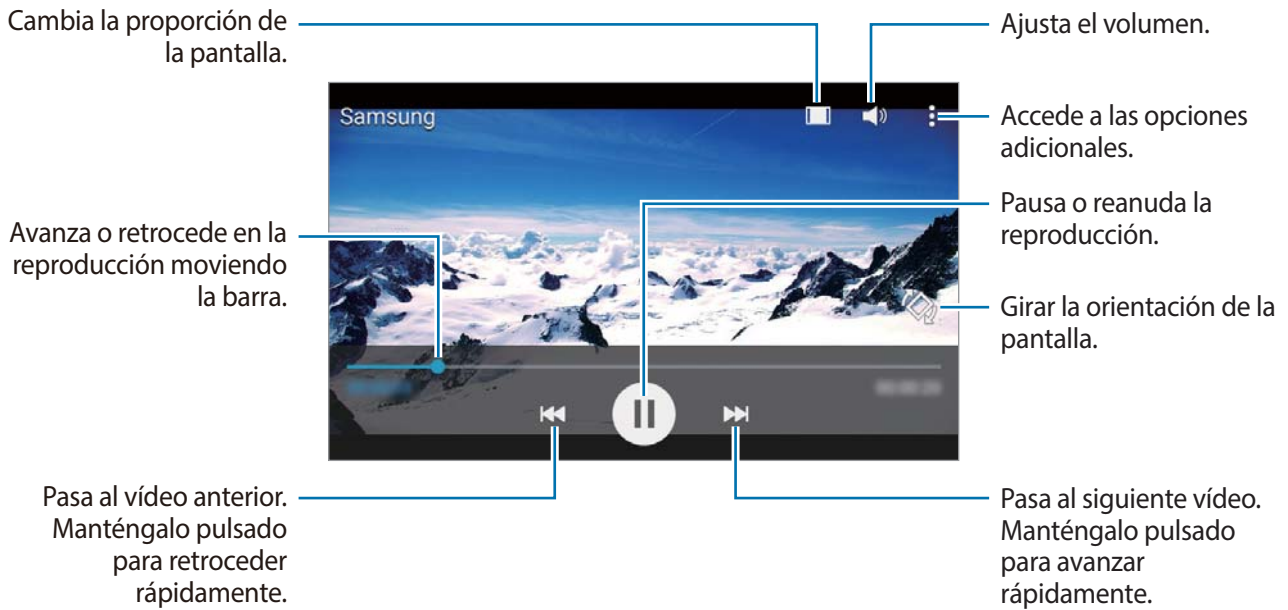 Cambia la proporción de
la pantalla.
Ajusta el volumen.
Samsung
Accede a las opciones
adicionales.
Avanza o retrocede en la
reproducción moviendo
la barra.
Pausa o reanuda la
reproducción.
Girar la orientación de la
pantalla.
Pasa al vídeo anterior.
Manténgalo pulsado
para retroceder
rápidamente.
Pasa al siguiente vídeo.
Manténgalo pulsado
para avanzar
rápidamente.